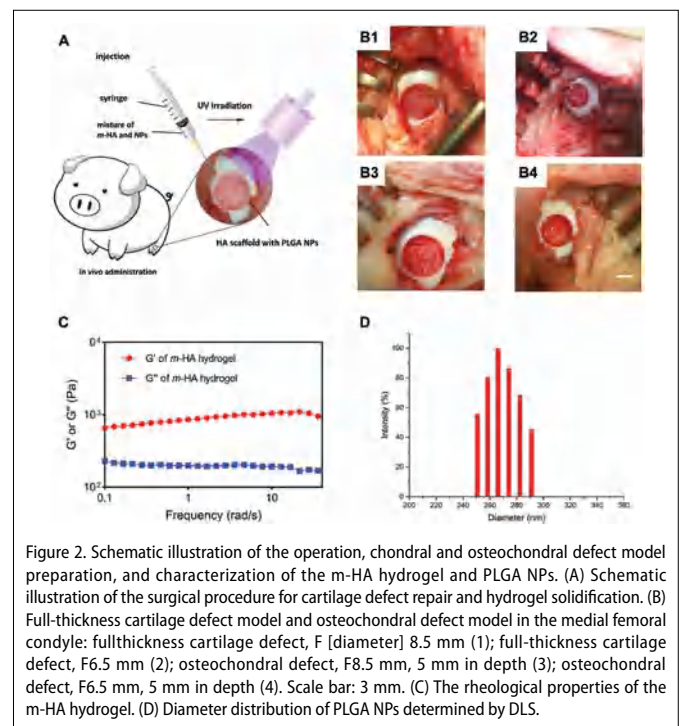 A
injection
syringe
mixture of
m-HA and NPs
UV irradiation
in vivo administration
HA scaffold with PLGA NPs
B1
B2
B3
B4
C
G' of m-HA hydrogel
G'' of m-HA hydrogel
G' or G'' (Pa)
10⁴
10³
10²
0.1
1
10
Frequency (rad/s)
D
Intensity (%)
100
80
60
40
20
0
200 220 240 260 280 300 320 340 360
Diameter (nm)
Figure 2. Schematic illustration of the operation, chondral and osteochondral defect model
preparation, and characterization of the m-HA hydrogel and PLGA NPs. (A) Schematic
illustration of the surgical procedure for cartilage defect repair and hydrogel solidification. (B)
Full-thickness cartilage defect model and osteochondral defect model in the medial femoral
condyle: fullthickness cartilage defect, F [diameter] 8.5 mm (1); full-thickness cartilage
defect, F6.5 mm (2); osteochondral defect, F8.5 mm, 5 mm in depth (3); osteochondral
defect, F6.5 mm, 5 mm in depth (4). Scale bar: 3 mm. (C) The rheological properties of the
m-HA hydrogel. (D) Diameter distribution of PLGA NPs determined by DLS.